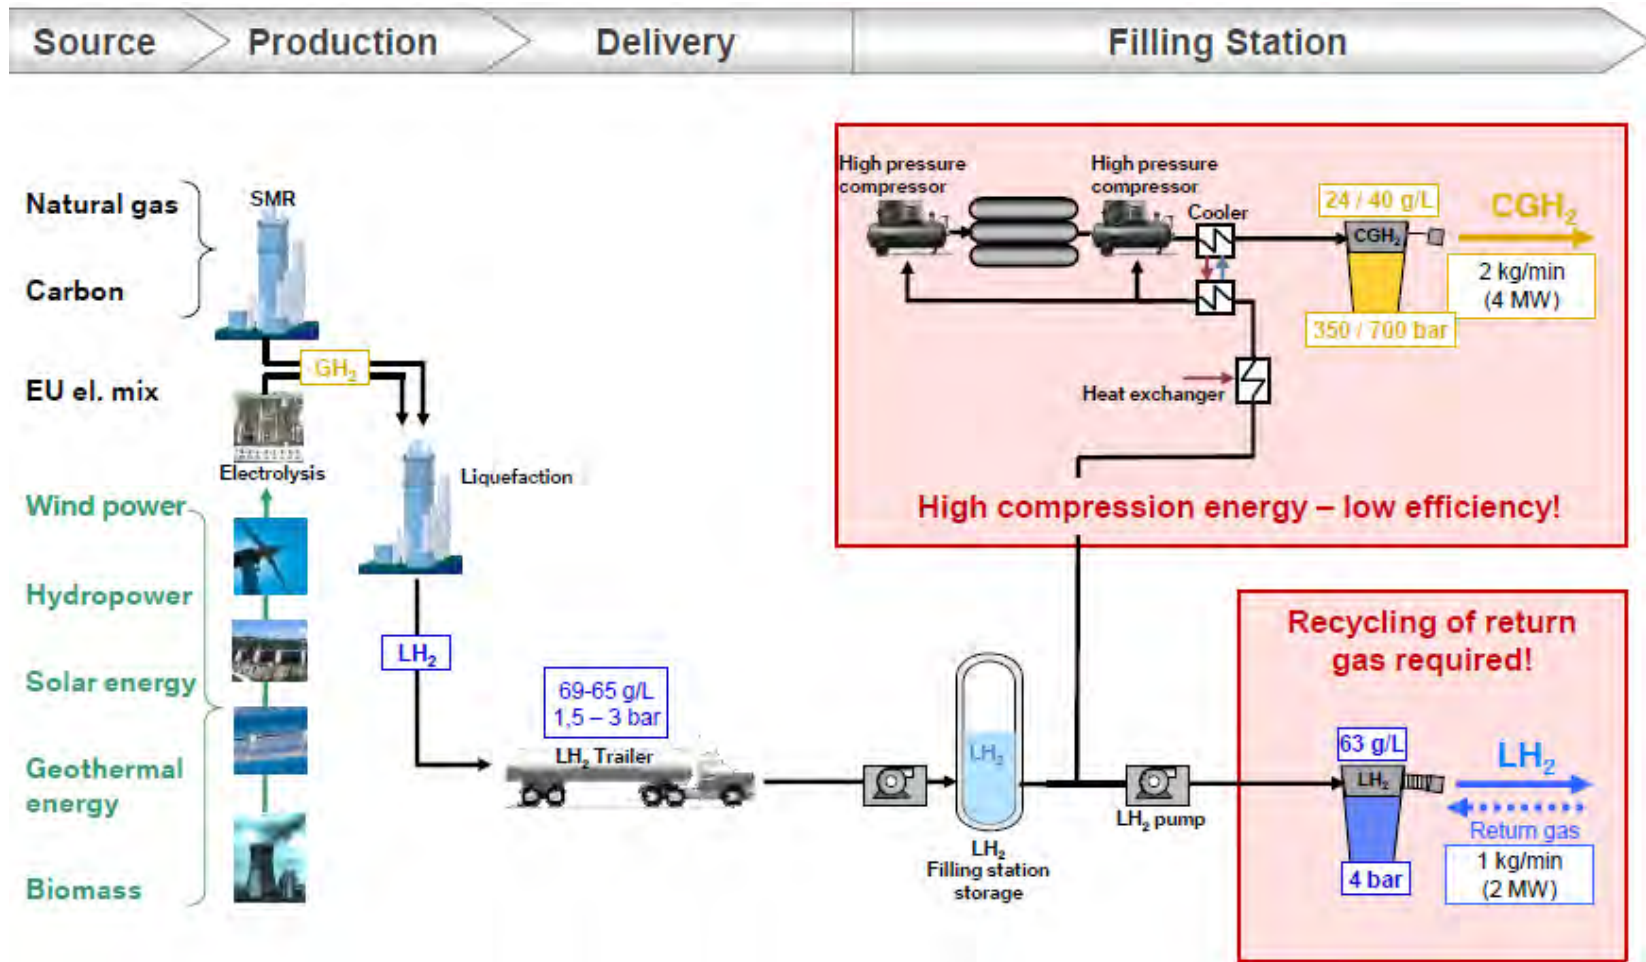 Source
Production
Delivery
Filling Station
Natural gas
Carbon
EU el. mix
Wind power
Hydropower
Solar energy
Geothermal
energy
Biomass
SMR
GH₂
Electrolysis
Liquefaction
LH₂
69-65 g/L
1,5 – 3 bar
LH₂ Trailer
LH₂
LH₂
Filling station
storage
LH₂ pump
High pressure
compressor
High pressure
compressor
Cooler
24 / 40 g/L
CGH₂
350 / 700 bar
CGH₂
2 kg/min
(4 MW)
Heat exchanger
High compression energy – low efficiency!
Recycling of return
gas required!
63 g/L
LH₂
4 bar
LH₂
Return gas
1 kg/min
(2 MW)